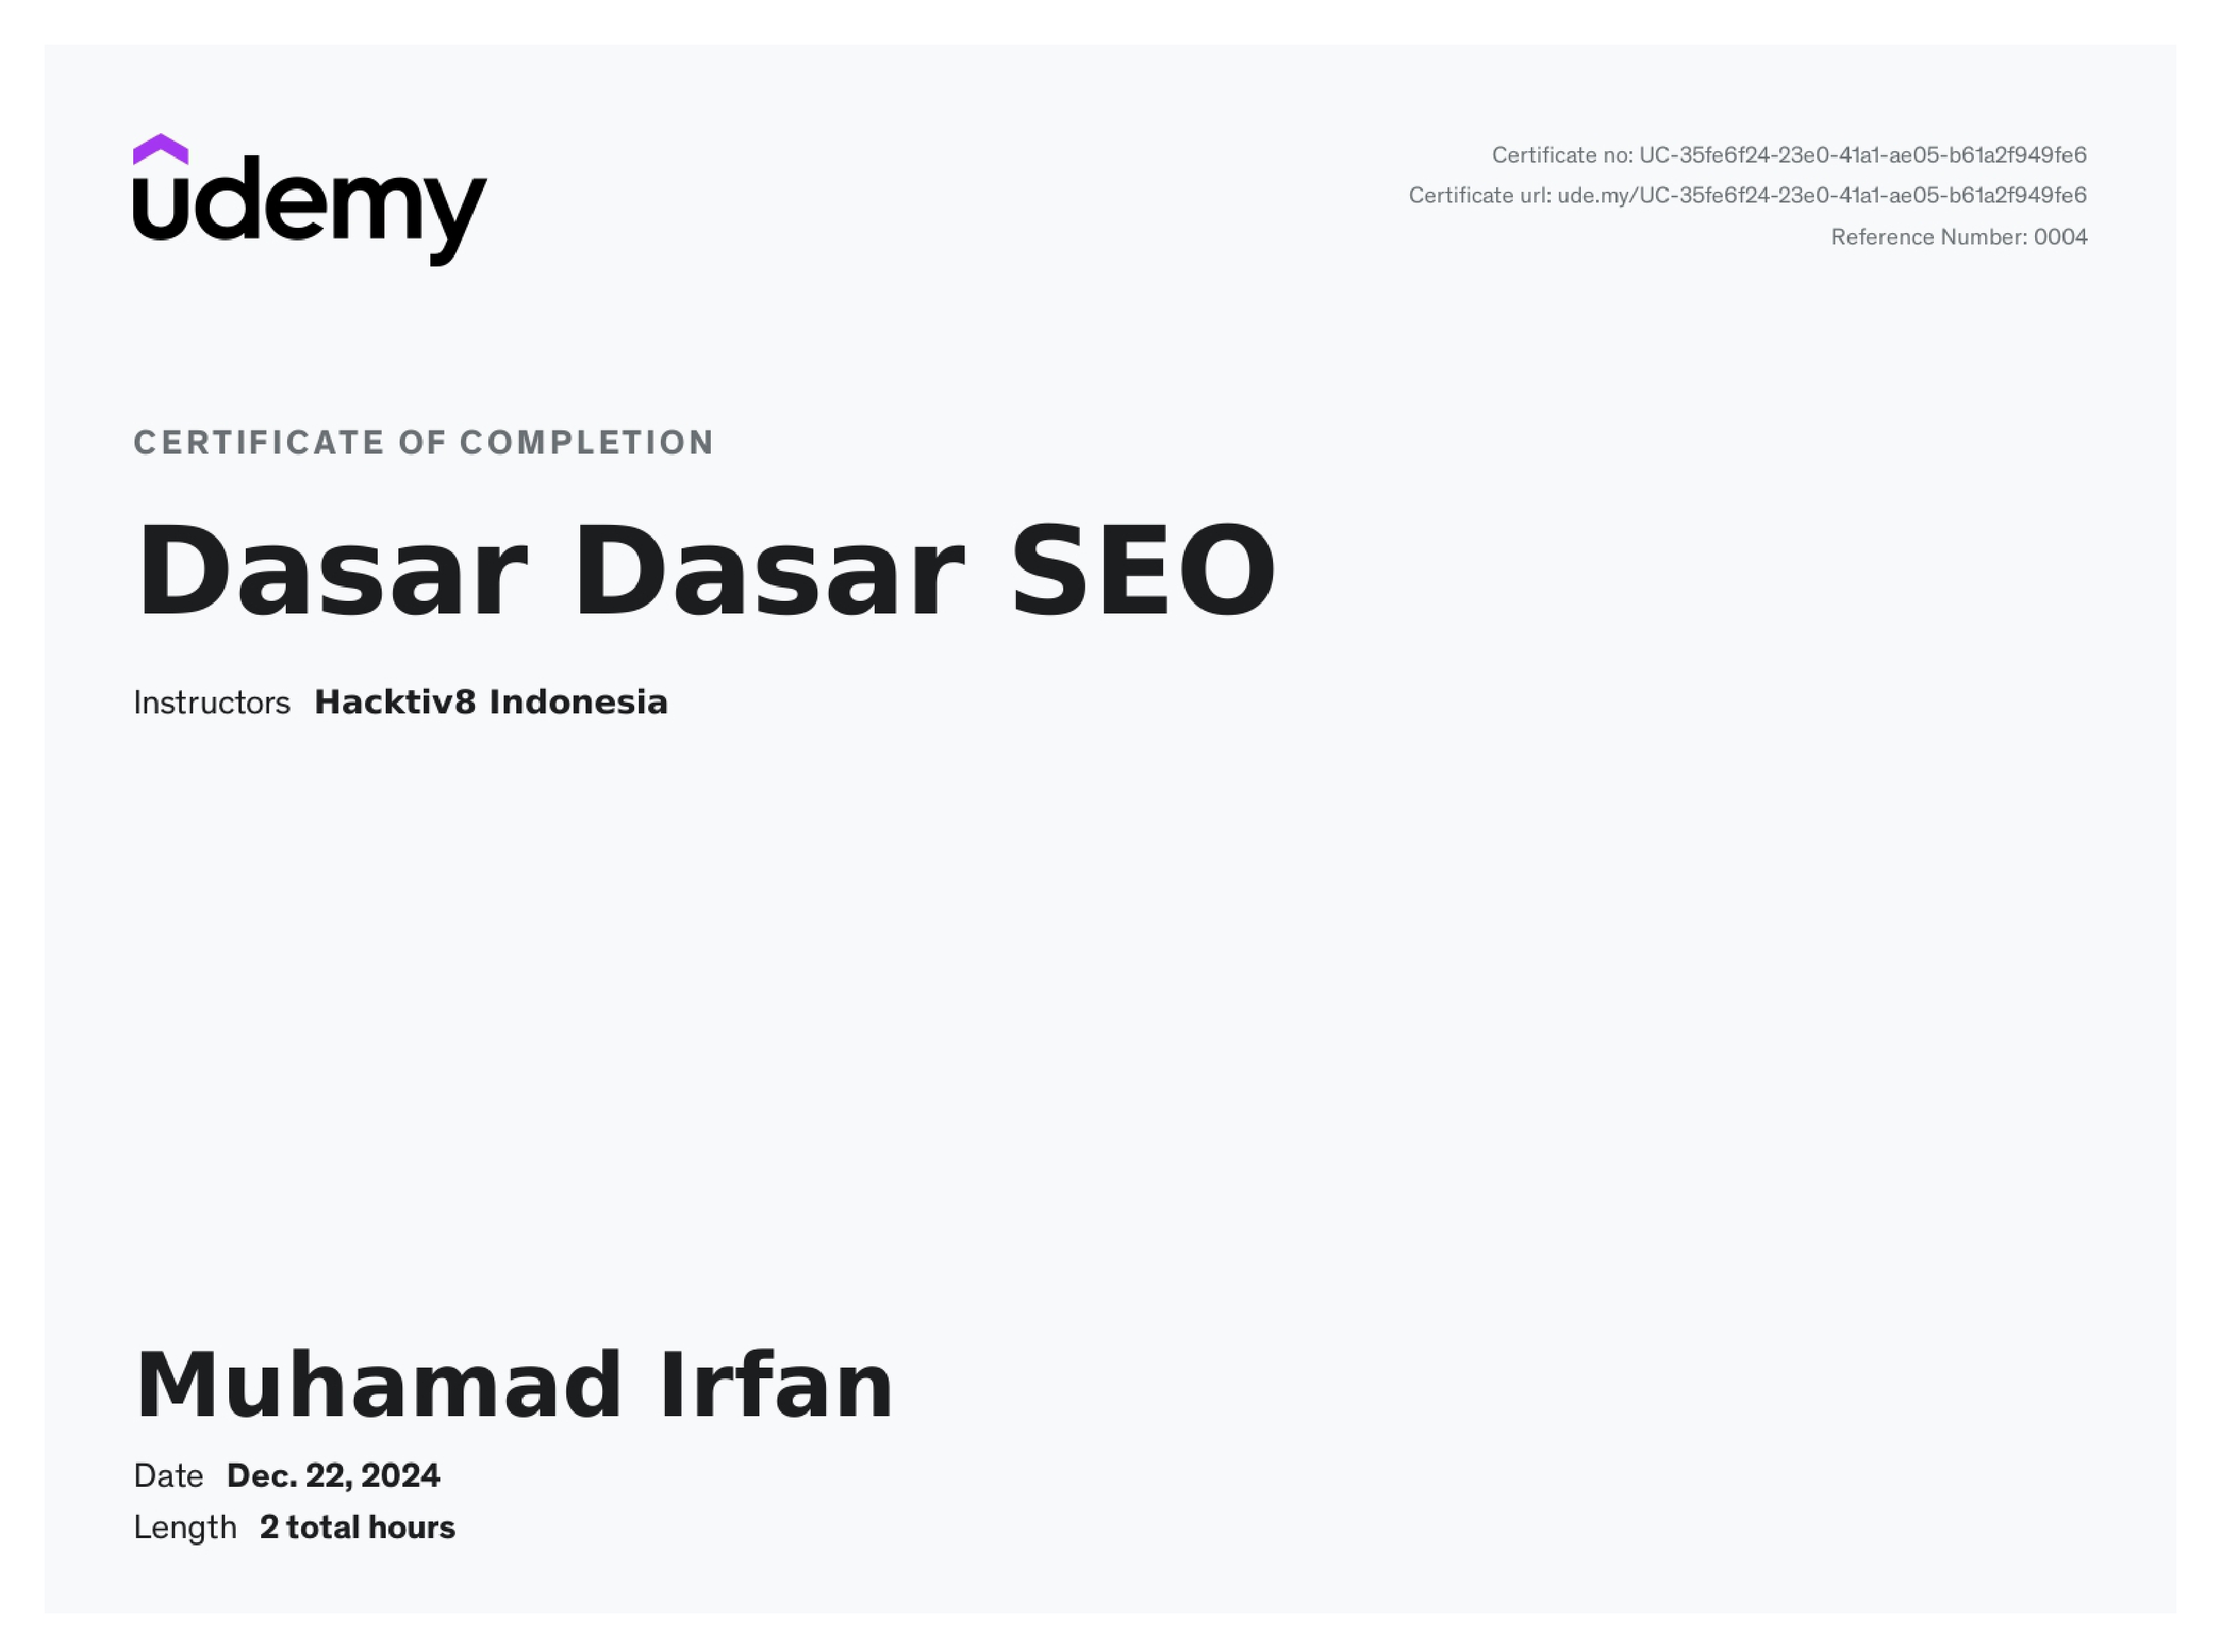 udemy
Certificate no: UC-35fe6f24-23e0-41a1-ae05-b61a2f949fe6
Certificate url: ude.my/UC-35fe6f24-23e0-41a1-ae05-b61a2f949fe6
Reference Number: 0004
CERTIFICATE OF COMPLETION
Dasar Dasar SEO
Instructors Hacktiv8 Indonesia
Muhamad Irfan
Date Dec. 22, 2024
Length 2 total hours